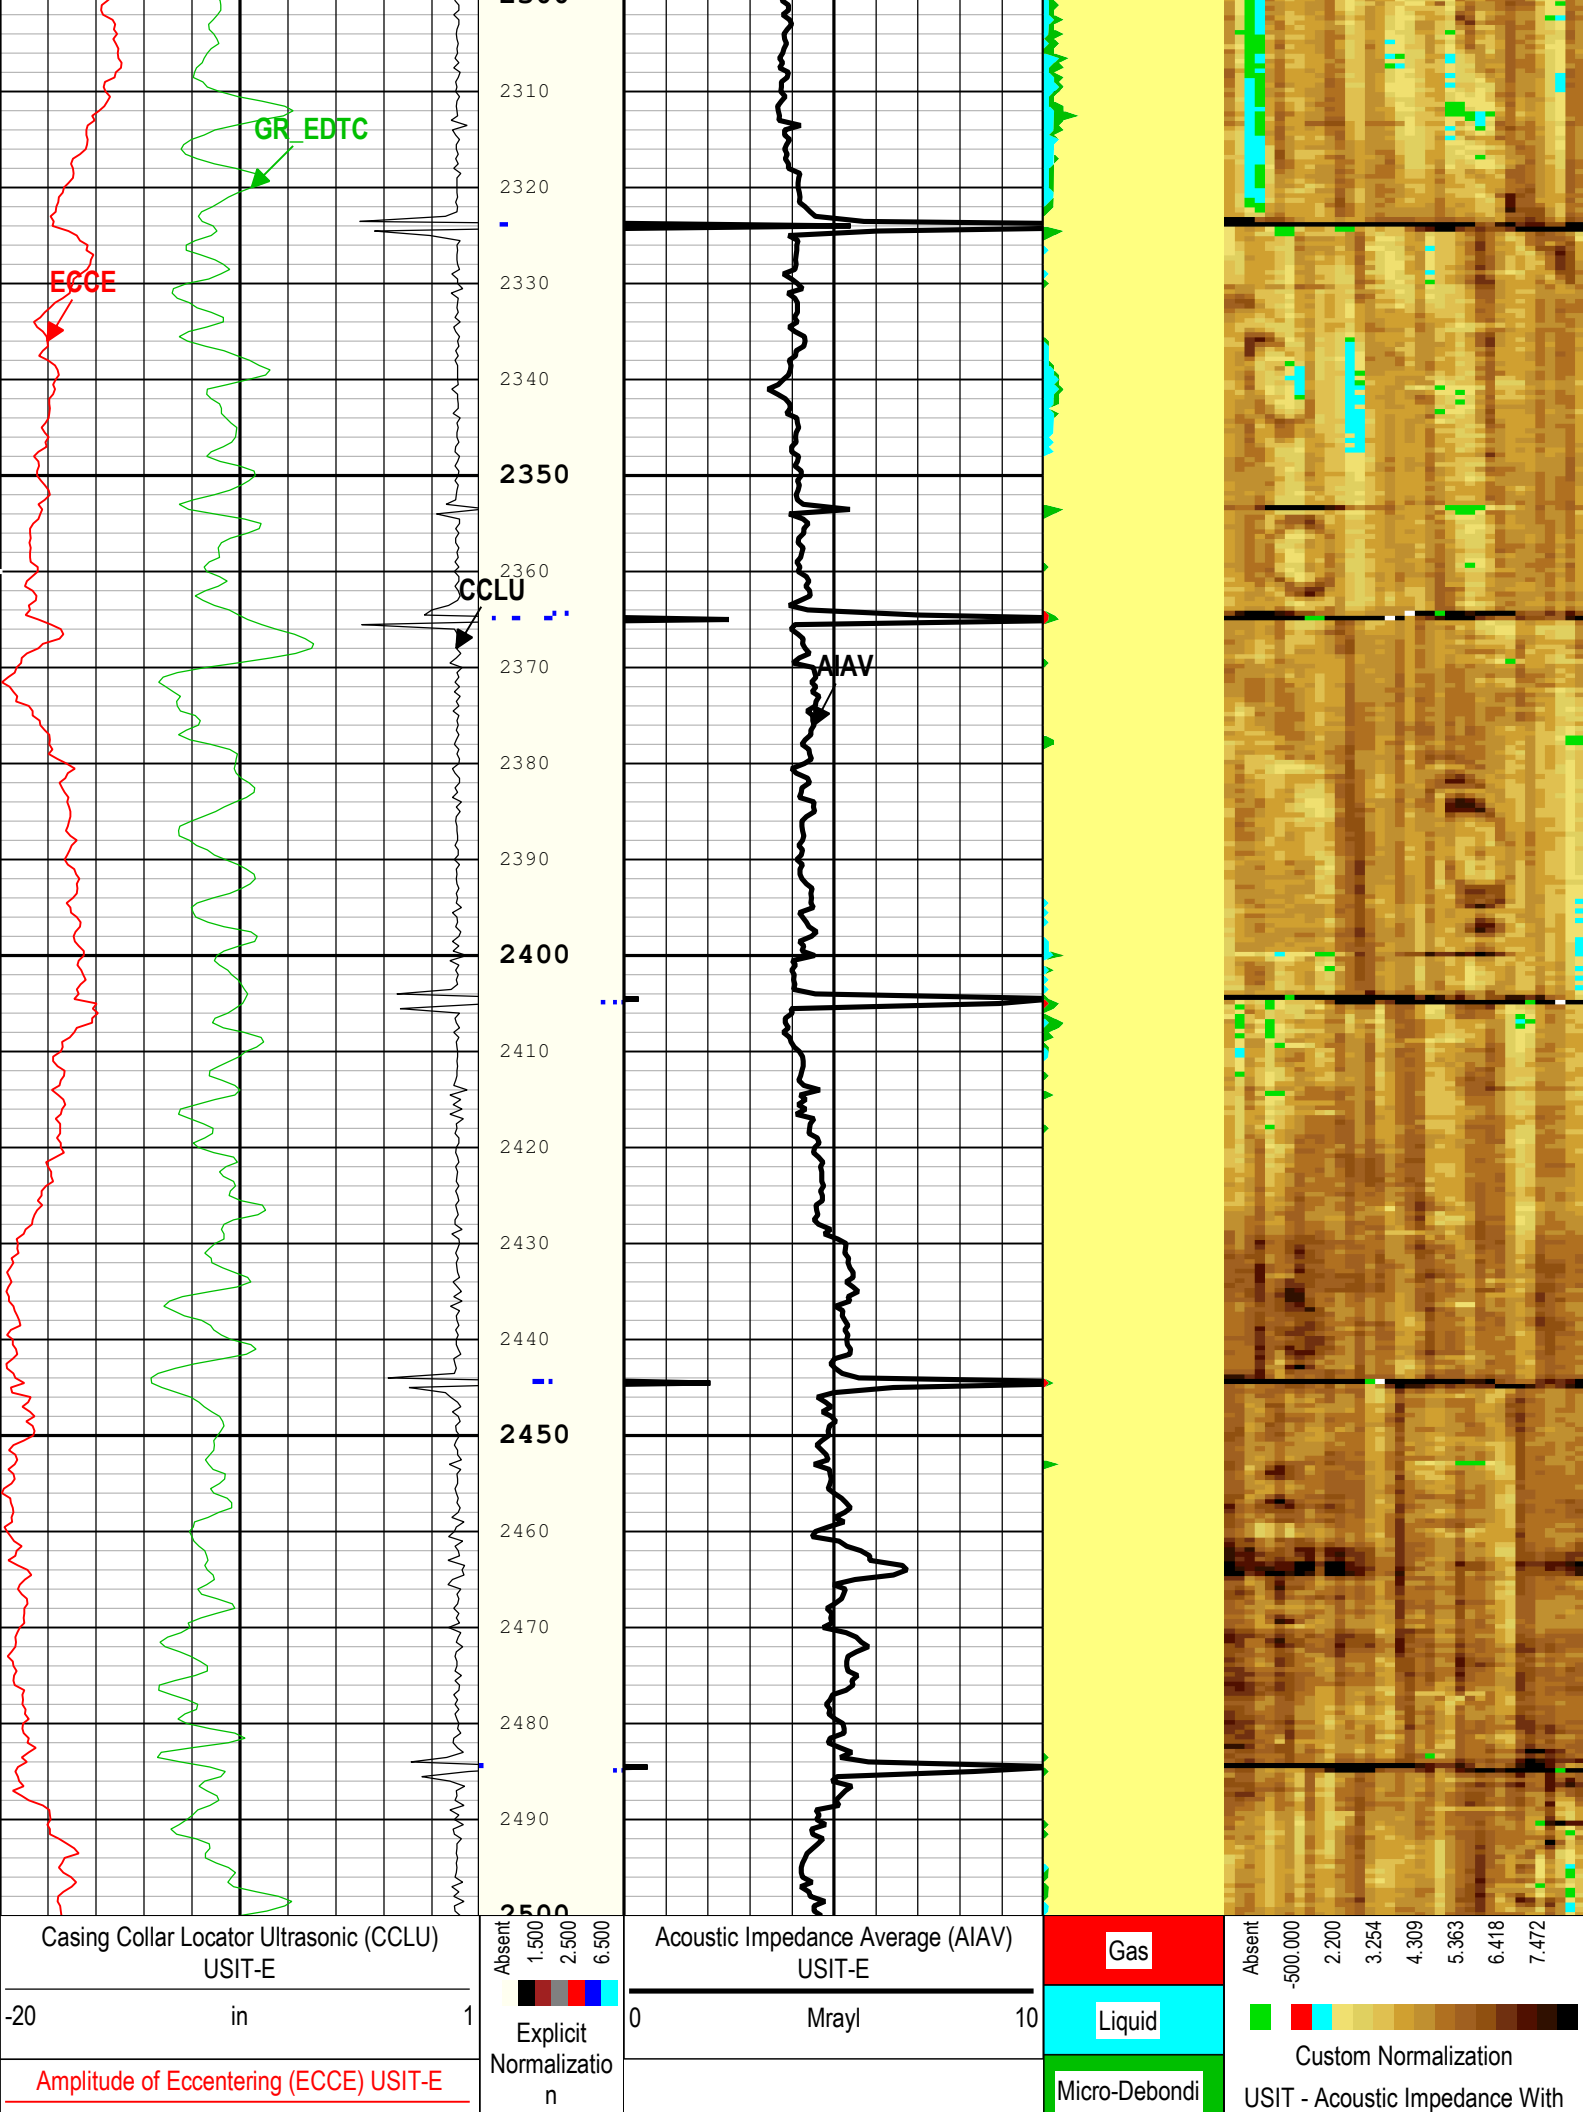 2300
2310
GR_EDTC
2320
ECCE
2330
2340
2350
2360
CCLU
2370
AIAV
2380
2390
2400
2410
2420
2430
2440
2450
2460
2470
2480
2490
2500
Casing Collar Locator Ultrasonic (CCLU)
USIT-E
-20 in 1
Amplitude of Eccentering (ECCE) USIT-E
Absent
1.500
2.500
6.500
Explicit
Normalizatio
n
Acoustic Impedance Average (AIAV)
USIT-E
0 Mrayl 10
Gas
Liquid
Micro-Debondi
Absent
-500.000
2.200
3.254
4.309
5.363
6.418
7.472
Custom Normalization
USIT - Acoustic Impedance With